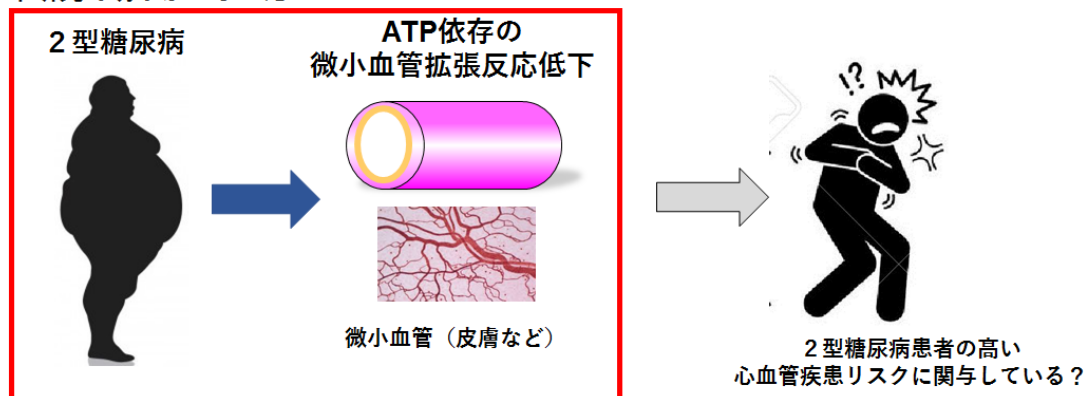 2型糖尿病
ATP依存の
微小血管拡張反応低下
!?
微小血管（皮膚など）
2型糖尿病患者の高い
心血管疾患リスクに関与している？